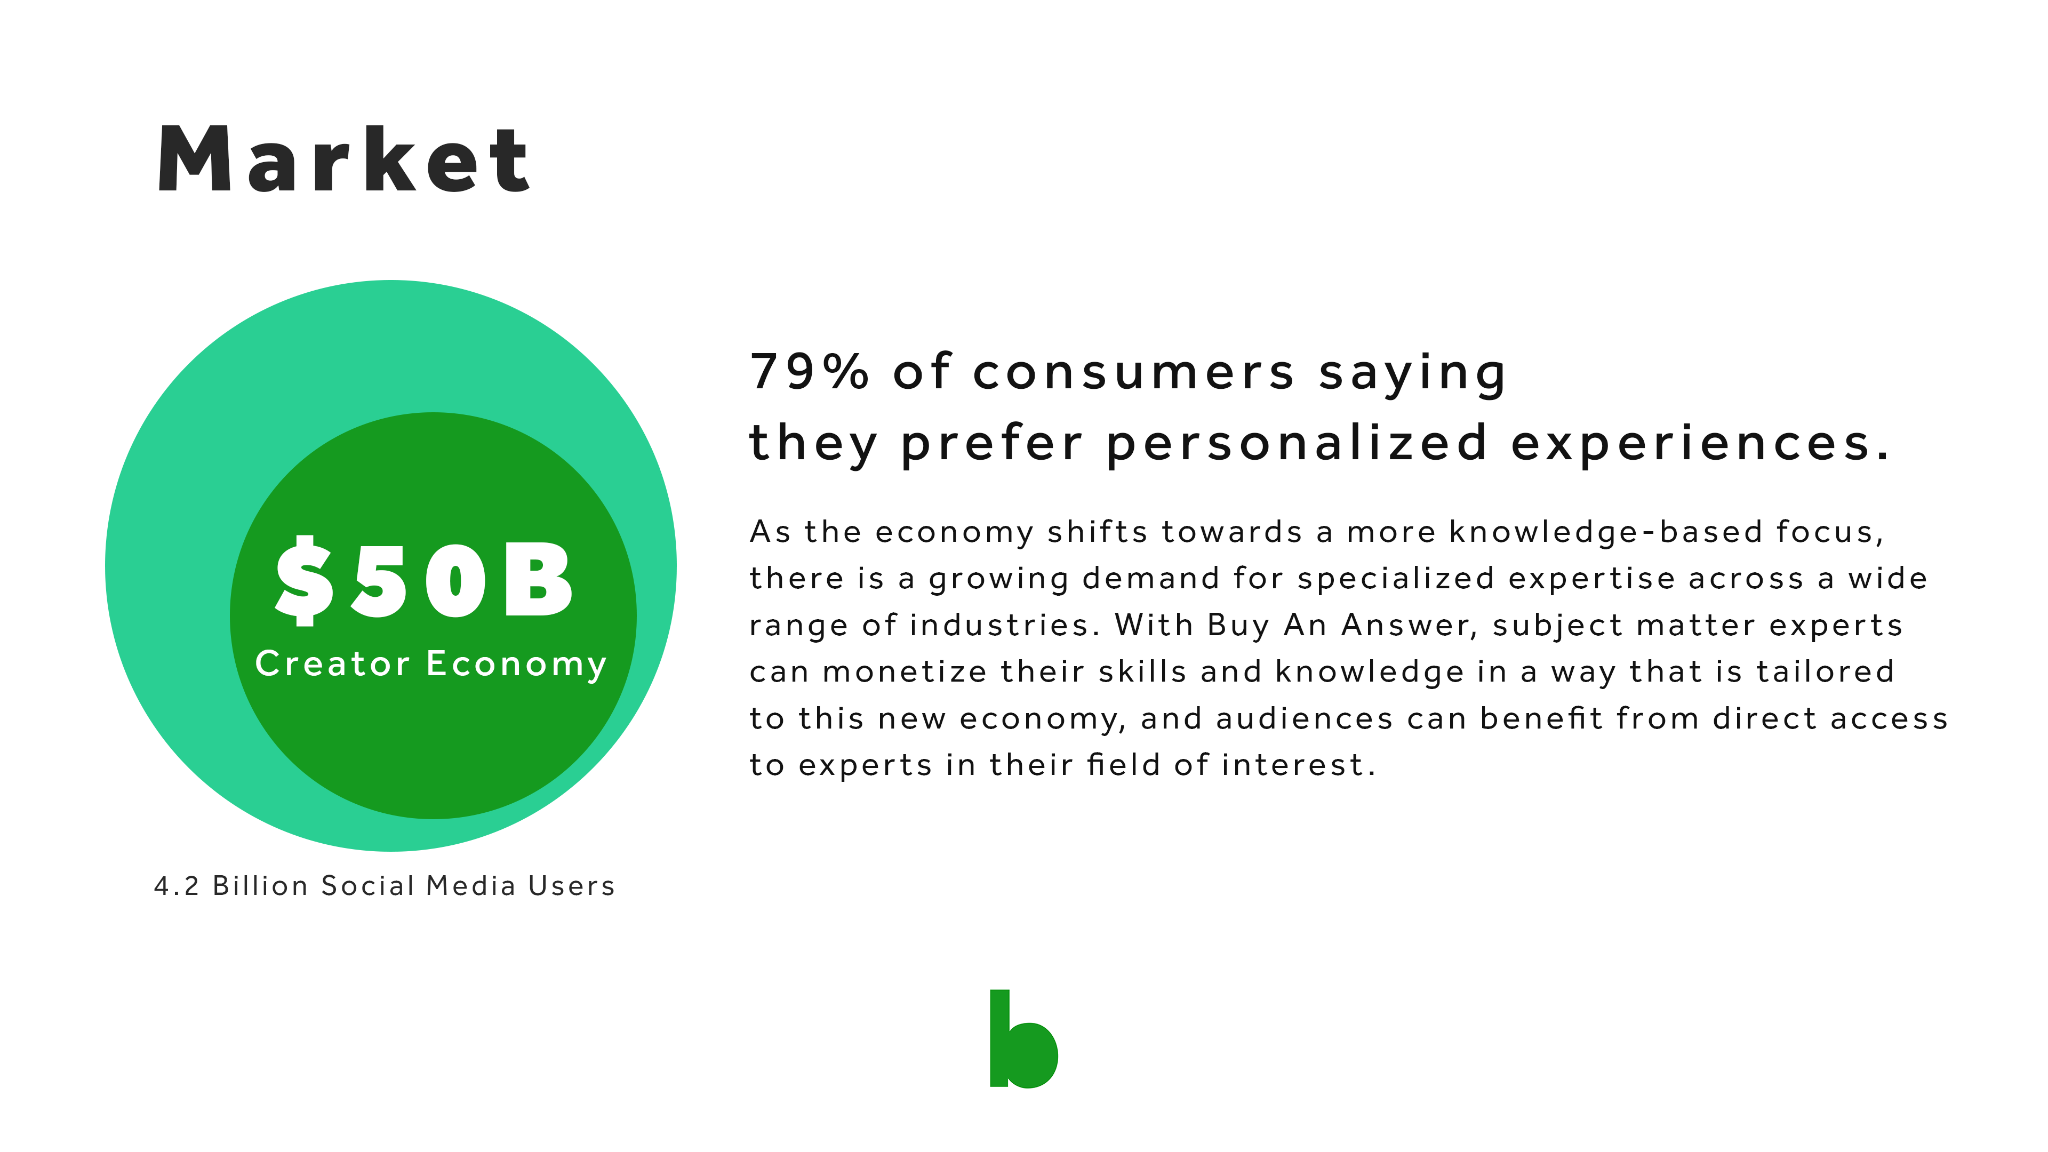 Market
$50B
Creator Economy
4.2 Billion Social Media Users
79% of consumers saying
they prefer personalized experiences.
As the economy shifts towards a more knowledge-based focus,
there is a growing demand for specialized expertise across a wide
range of industries. With Buy An Answer, subject matter experts
can monetize their skills and knowledge in a way that is tailored
to this new economy, and audiences can benefit from direct access
to experts in their field of interest.
b